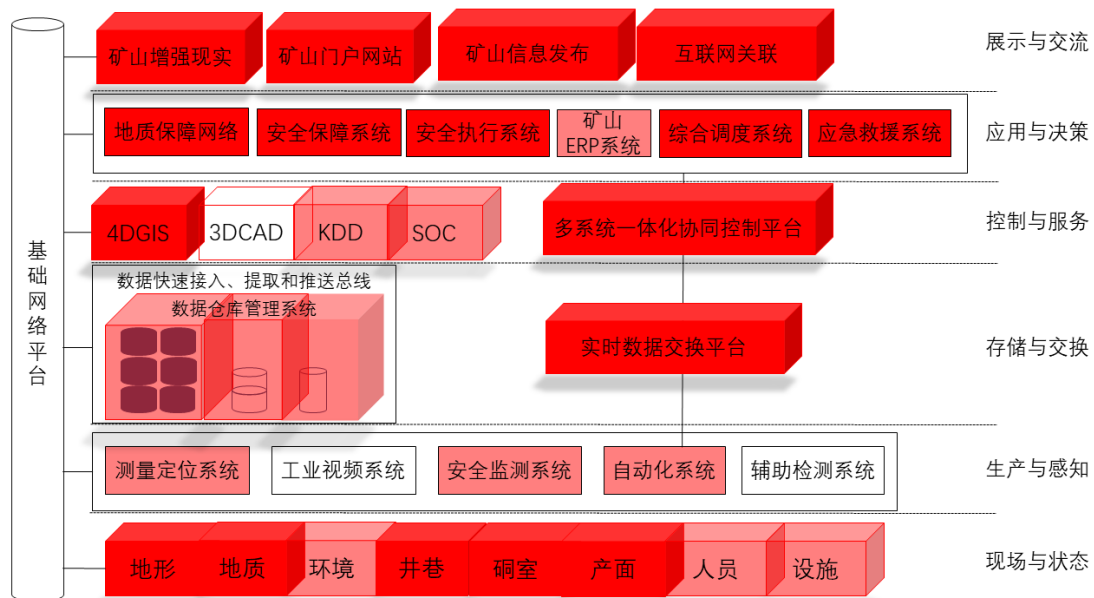 矿山增强现实
矿山门户网站
矿山信息发布
互联网关联
展示与交流
地质保障网络
安全保障系统
安全执行系统
矿山
ERP系统
综合调度系统
应急救援系统
应用与决策
4DGIS
3DCAD
KDD
SOC
多系统一体化协同控制平台
控制与服务
基础网络平台
数据快速接入、提取和推送总线
数据仓库管理系统
实时数据交换平台
存储与交换
测量定位系统
工业视频系统
安全监测系统
自动化系统
辅助检测系统
生产与感知
地形
地质
环境
井巷
硐室
产面
人员
设施
现场与状态